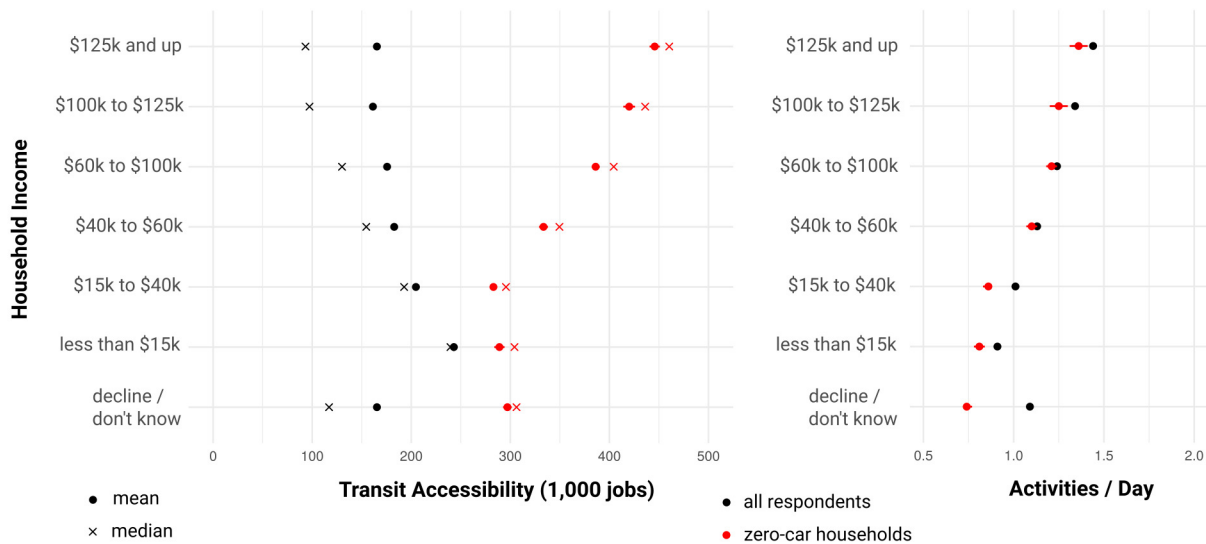 Household Income
$125k and up
$100k to $125k
$60k to $100k
$40k to $60k
$15k to $40k
less than $15k
decline /
don't know
0 100 200 300 400 500
Transit Accessibility (1,000 jobs)
mean
median
$125k and up
$100k to $125k
$60k to $100k
$40k to $60k
$15k to $40k
less than $15k
decline /
don't know
0.5 1.0 1.5 2.0
Activities / Day
all respondents
zero-car households